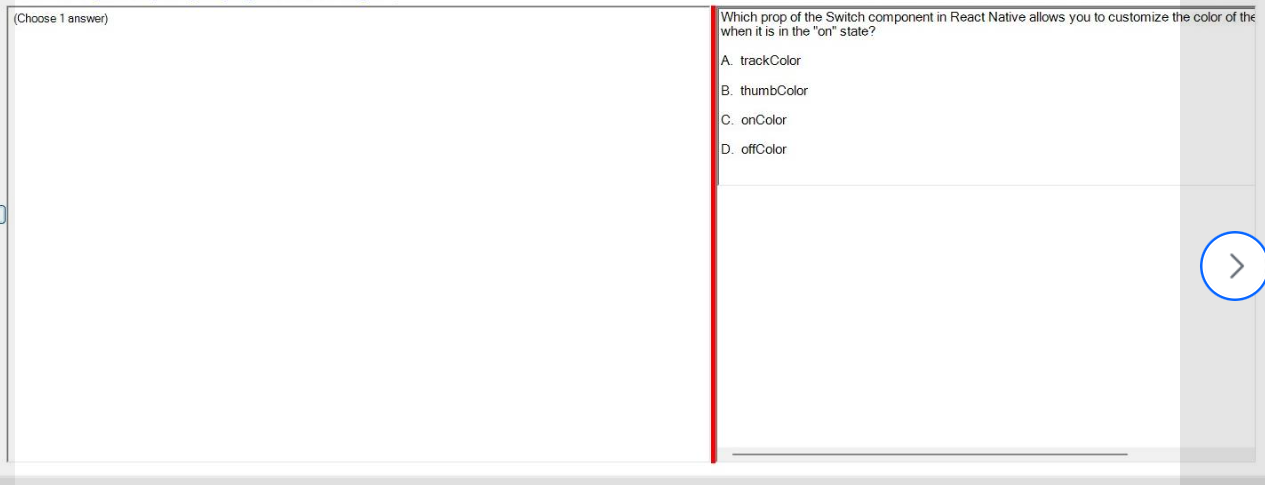 (Choose 1 answer)
Which prop of the Switch component in React Native allows you to customize the color of the
when it is in the "on" state?
A. trackColor
B. thumbColor
C. onColor
D. offColor